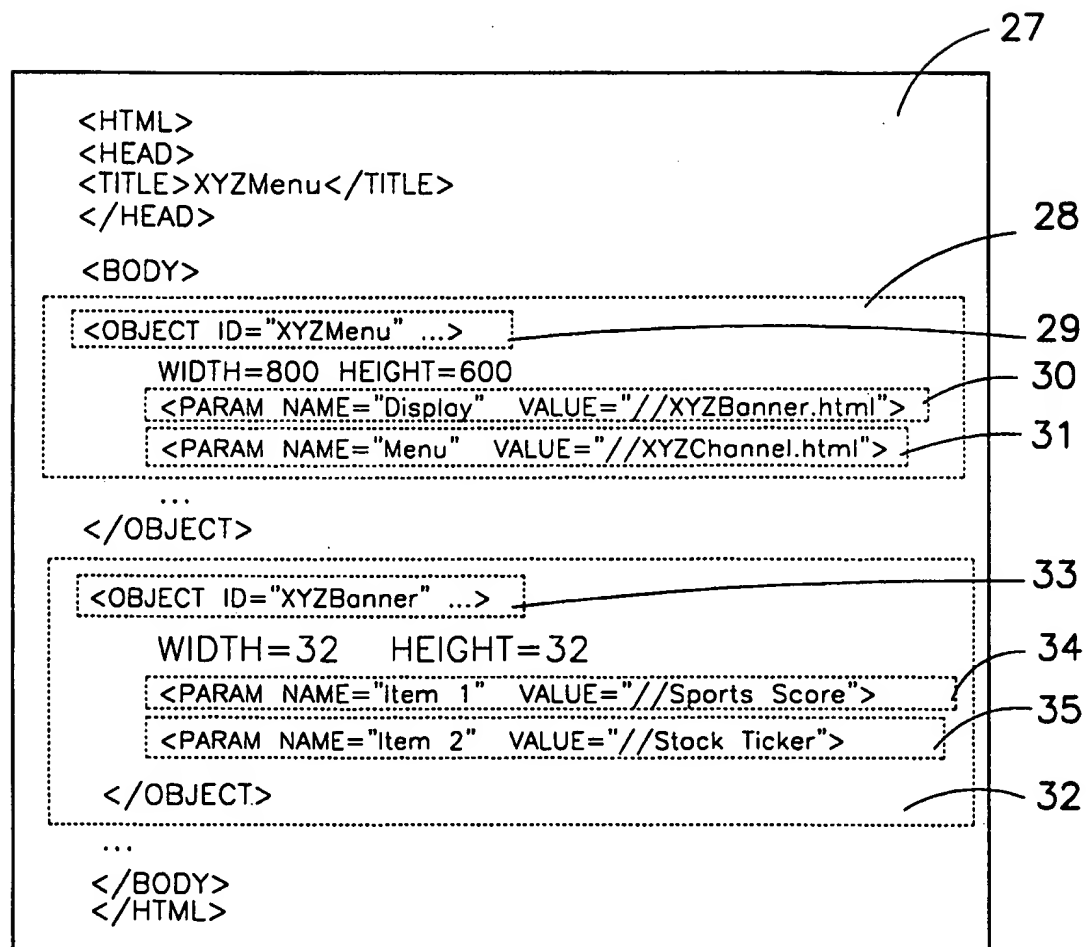 27
<HTML>
<HEAD>
<TITLE>XYZMenu</TITLE>
</HEAD>
28
<BODY>
<OBJECT ID="XYZMenu" ...>
29
WIDTH=800 HEIGHT=600
30
<PARAM NAME="Display" VALUE="//XYZBanner.html">
<PARAM NAME="Menu" VALUE="//XYZChannel.html">
31
...
</OBJECT>
<OBJECT ID="XYZBanner" ...>
33
WIDTH=32 HEIGHT=32
34
<PARAM NAME="Item 1" VALUE="//Sports Score">
35
<PARAM NAME="Item 2" VALUE="//Stock Ticker">
</OBJECT>
32
...
</BODY>
</HTML>